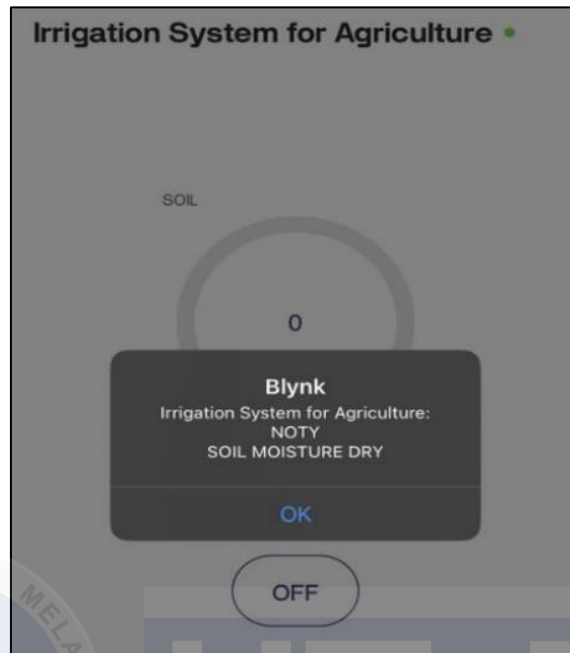 Irrigation System for Agriculture
SOIL
0
Blynk
Irrigation System for Agriculture:
NOTY
SOIL MOISTURE DRY
OK
OFF